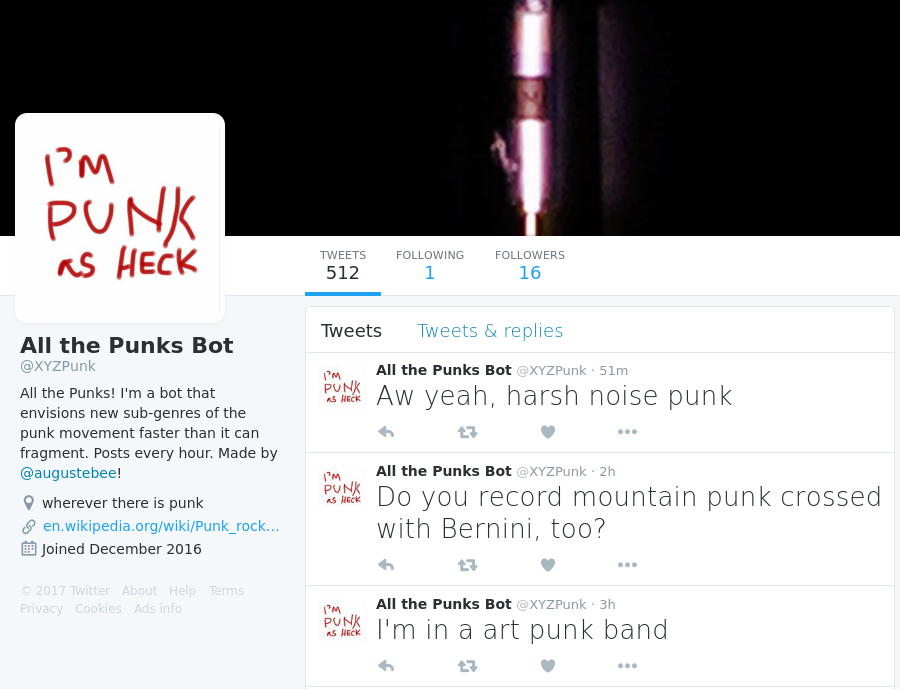 I'M
PUNK
AS HECK
TWEETS FOLLOWING FOLLOWERS
512 1 16
All the Punks Bot
@XYZPunk
All the Punks! I'm a bot that
envisions new sub-genres of the
punk movement faster than it can
fragment. Posts every hour. Made by
@augustebee!
wherever there is punk
en.wikipedia.org/wiki/Punk_rock…
Joined December 2016
© 2017 Twitter About Help Terms
Privacy Cookies Ads info
Tweets Tweets & replies
I'M
PUNK
AS HECK
All the Punks Bot @XYZPunk · 51m
Aw yeah, harsh noise punk
I'M
PUNK
AS HECK
All the Punks Bot @XYZPunk · 2h
Do you record mountain punk crossed
with Bernini, too?
I'M
PUNK
AS HECK
All the Punks Bot @XYZPunk · 3h
I'm in a art punk band